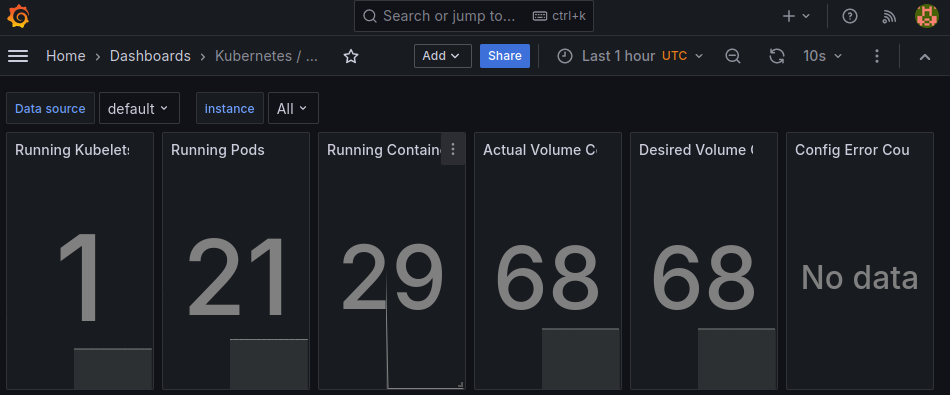 Search or jump to... ctrl+k
Home > Dashboards > Kubernetes / ... Add Share Last 1 hour UTC 10s
Data source default Instance All
Running Kubelets Running Pods Running Contain Actual Volume C Desired Volume Config Error Cou
1 21 29 68 68 No data